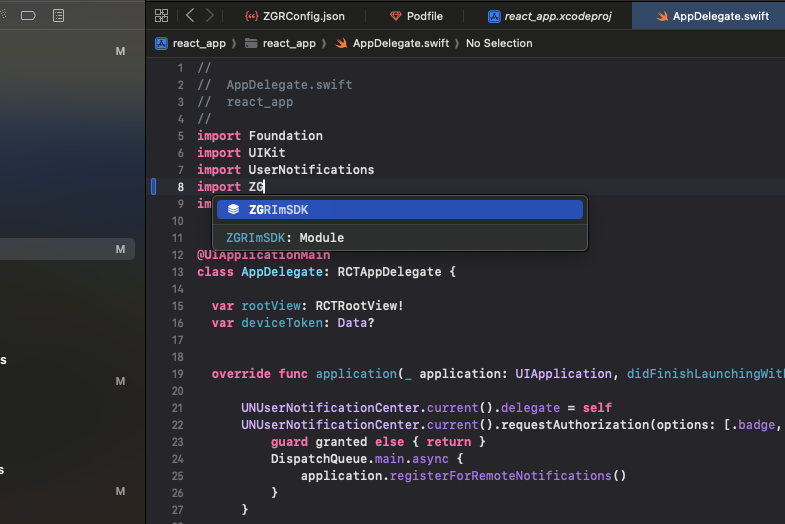 ZGRConfig.json Podfile react_app.xcodeproj AppDelegate.swift
react_app 〉 react_app 〉 AppDelegate.swift 〉 No Selection
M
1 //
2 //  AppDelegate.swift
3 //  react_app
4 //
5 import Foundation
6 import UIKit
7 import UserNotifications
8 import ZG
9 im
ZGRImSDK
10
11
ZGRImSDK: Module
12 @UIApplicationMain
M
13 class AppDelegate: RCTAppDelegate {
14
15   var rootView: RCTRootView!
16   var deviceToken: Data?
17
18
s
19   override func application(_ application: UIApplication, didFinishLaunchingWit
M
20
21       UNUserNotificationCenter.current().delegate = self
22       UNUserNotificationCenter.current().requestAuthorization(options: [.badge,
23           guard granted else { return }
24           DispatchQueue.main.async {
s
25               application.registerForRemoteNotifications()
M
26           }
27       }